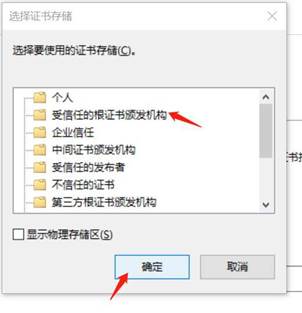 选择证书存储
选择要使用的证书存储(C)。
个人
受信任的根证书颁发机构
企业信任
中间证书颁发机构
受信任的发布者
不信任的证书
第三方根证书颁发机构
显示物理存储区(S)
确定
取消